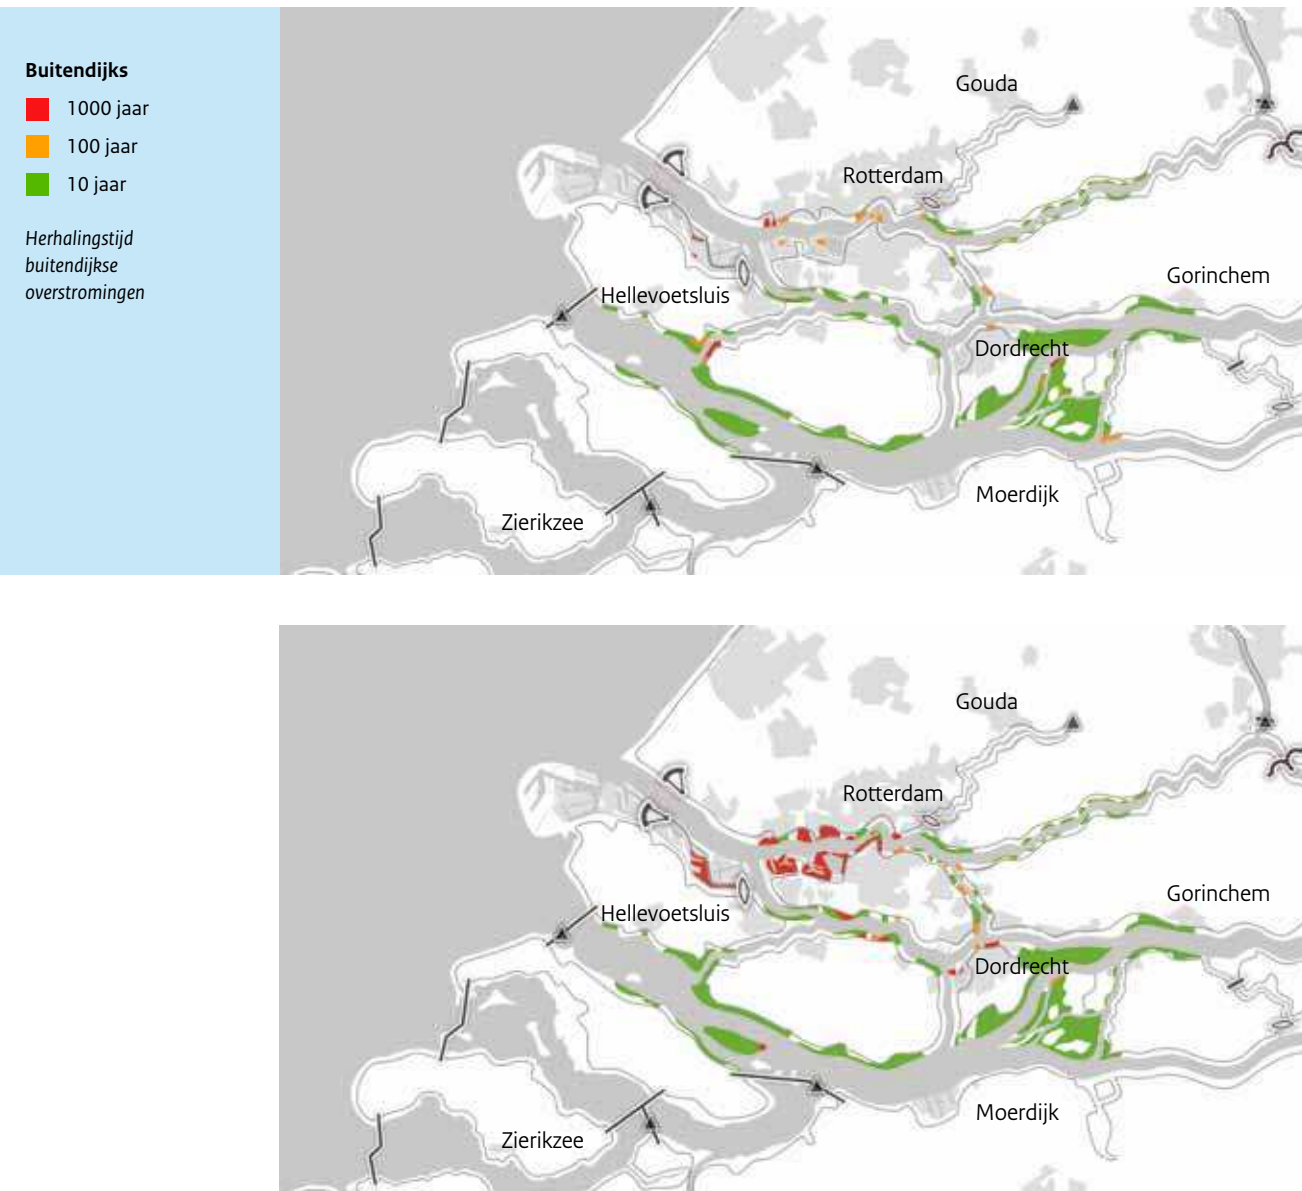 Buitendijks
1000 jaar
100 jaar
10 jaar
Herhalingstijd
buitendijkse
overstromingen
Gouda
Rotterdam
Gorinchem
Hellevoetsluis
Dordrecht
Moerdijk
Zierikzee
Gouda
Rotterdam
Gorinchem
Hellevoetsluis
Dordrecht
Moerdijk
Zierikzee